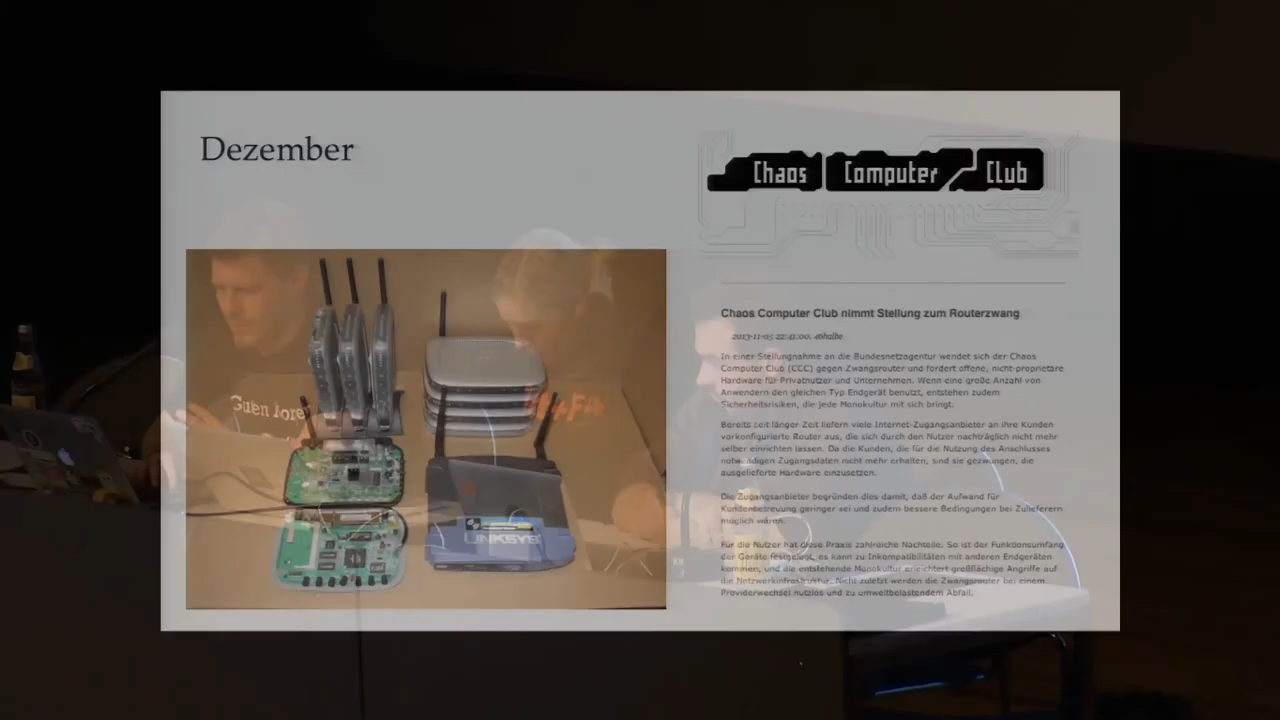 Dezember
Chaos Computer Club
Chaos Computer Club nimmt Stellung zum Routerzwang
2013-11-05 22:41:00, 46halbe
In einer Stellungnahme an die Bundesnetzagentur wendet sich der Chaos
Computer Club (CCC) gegen Zwangsrouter und fordert offene, nicht-proprietäre
Hardware für Privatnutzer und Unternehmen. Wenn eine große Anzahl von
Anwendern den gleichen Typ Endgerät benutzt, entstehen zudem
Sicherheitsrisiken, die jede Monokultur mit sich bringt.
Bereits seit länger Zeit liefern viele Internet-Zugangsanbieter an ihre Kunden
vorkonfigurierte Router aus, die sich durch den Nutzer nachträglich nicht mehr
selber einrichten lassen. Da die Kunden, die für die Nutzung des Anschlusses
notwendigen Zugangsdaten nicht mehr erhalten, sind sie gezwungen, die
ausgelieferte Hardware einzusetzen.
Die Zugangsanbieter begründen dies damit, daß der Aufwand für
Kundenbetreuung geringer sei und zudem bessere Bedingungen bei Zulieferern
möglich wären.
Für die Nutzer hat diese Praxis zahlreiche Nachteile. So ist der Funktionsumfang
der Geräte festgelegt, es kann zu Inkompatibilitäten mit anderen Endgeräten
kommen, und die entstehende Monokultur erleichtert großflächige Angriffe auf
die Netzwerkinfrastruktur. Nicht zuletzt werden die Zwangsrouter bei einem
Providerwechsel nutzlos und zu umweltbelastendem Abfall.
LINKSYS